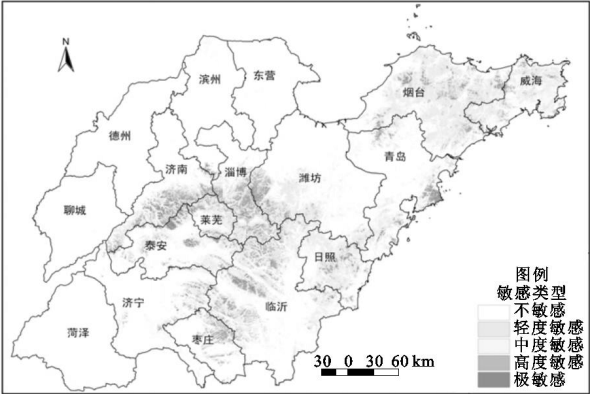 N
滨州
东营
烟台
威海
德州
青岛
济南
淄博
潍坊
聊城
莱芜
泰安
日照
济宁
临沂
菏泽
枣庄
图例
敏感类型
不敏感
轻度敏感
中度敏感
高度敏感
极敏感
30 0 30 60 km